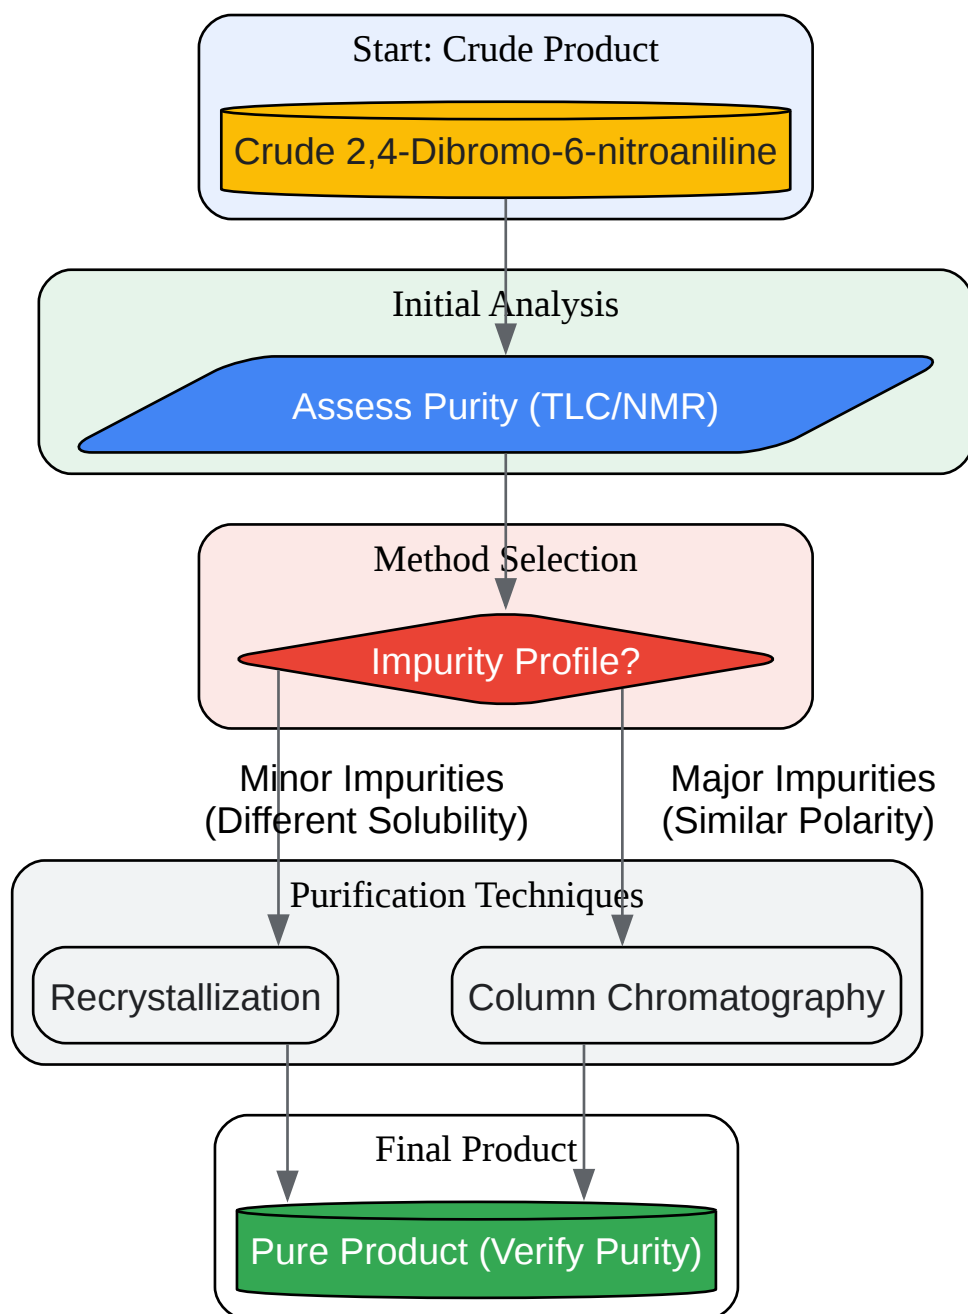 Start: Crude Product
Crude 2,4-Dibromo-6-nitroaniline
Initial Analysis
Assess Purity (TLC/NMR)
Method Selection
Impurity Profile?
Minor Impurities
(Different Solubility)
Major Impurities
(Similar Polarity)
Purification Techniques
Recrystallization
Column Chromatography
Final Product
Pure Product (Verify Purity)